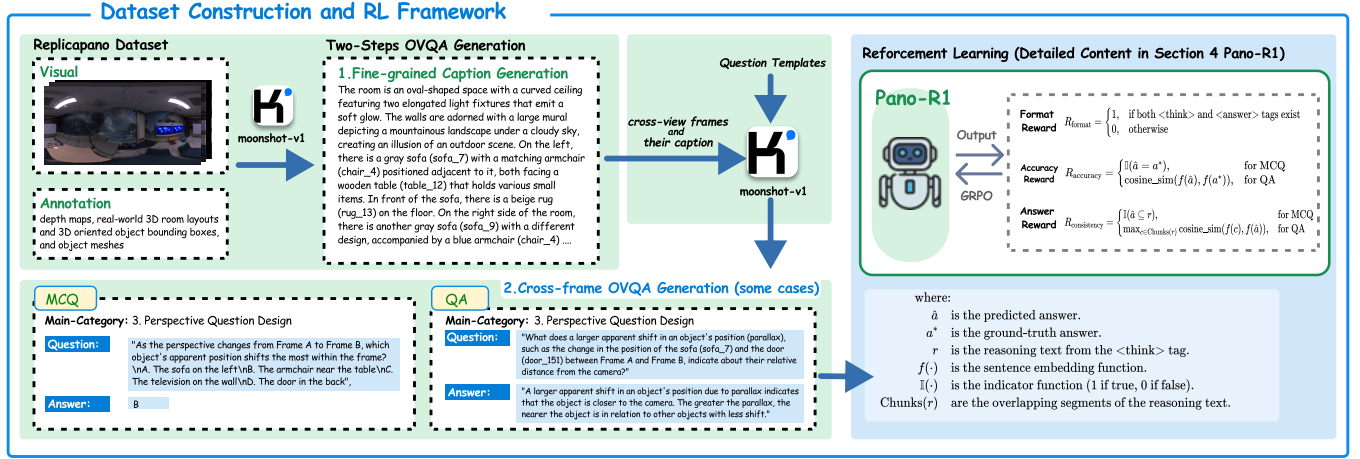 Dataset Construction and RL Framework
Replicapano Dataset
Visual
Annotation
depth maps, real-world 3D room layouts
and 3D oriented object bounding boxes,
and object meshes
moonshot-v1
Two-Steps OVQA Generation
1.Fine-grained Caption Generation
The room is an oval-shaped space with a curved ceiling
featuring two elongated light fixtures that emit a
soft glow. The walls are adorned with a large mural
depicting a mountainous landscape under a cloudy sky,
creating an illusion of an outdoor scene. On the left,
there is a gray sofa (sofa_7) with a matching armchair
(chair_4) positioned adjacent to it, both facing a
wooden table (table_12) that holds various small
items. In front of the sofa, there is a beige rug
(rug_13) on the floor. On the right side of the room,
there is another gray sofa (sofa_9) with a different
design, accompanied by a blue armchair (chair_4) ....
cross-view frames
and
their caption
Question Templates
moonshot-v1
2.Cross-frame OVQA Generation (some cases)
MCQ
Main-Category: 3. Perspective Question Design
Question:
"As the perspective changes from Frame A to Frame B, which
object's apparent position shifts the most within the frame?
\nA. The sofa on the left\nB. The armchair near the table\nC.
The television on the wall\nD. The door in the back",
Answer:
B
QA
Main-Category: 3. Perspective Question Design
Question:
"What does a larger apparent shift in an object's position (parallax),
such as the change in the position of the sofa (sofa_7) and the door
(door_151) between Frame A and Frame B, indicate about their relative
distance from the camera?"
Answer:
"A larger apparent shift in an object's position due to parallax indicates
that the object is closer to the camera. The greater the parallax, the
nearer the object is in relation to other objects with less shift."
Reforcement Learning (Detailed Content in Section 4 Pano-R1)
Pano-R1
Output
GRPO
Format
Reward
R_format = { 1, if both <think> and <answer> tags exist
0, otherwise
Accuracy
Reward
R_accuracy = { 𝕀(â = a*), for MCQ
cosine_sim(f(â), f(a*)), for QA
Answer
Reward
R_consistency = { 𝕀(â ⊆ r), for MCQ
max_c∈Chunks(r) cosine_sim(f(c), f(â)), for QA
where:
â is the predicted answer.
a* is the ground-truth answer.
r is the reasoning text from the <think> tag.
f(·) is the sentence embedding function.
𝕀(·) is the indicator function (1 if true, 0 if false).
Chunks(r) are the overlapping segments of the reasoning text.